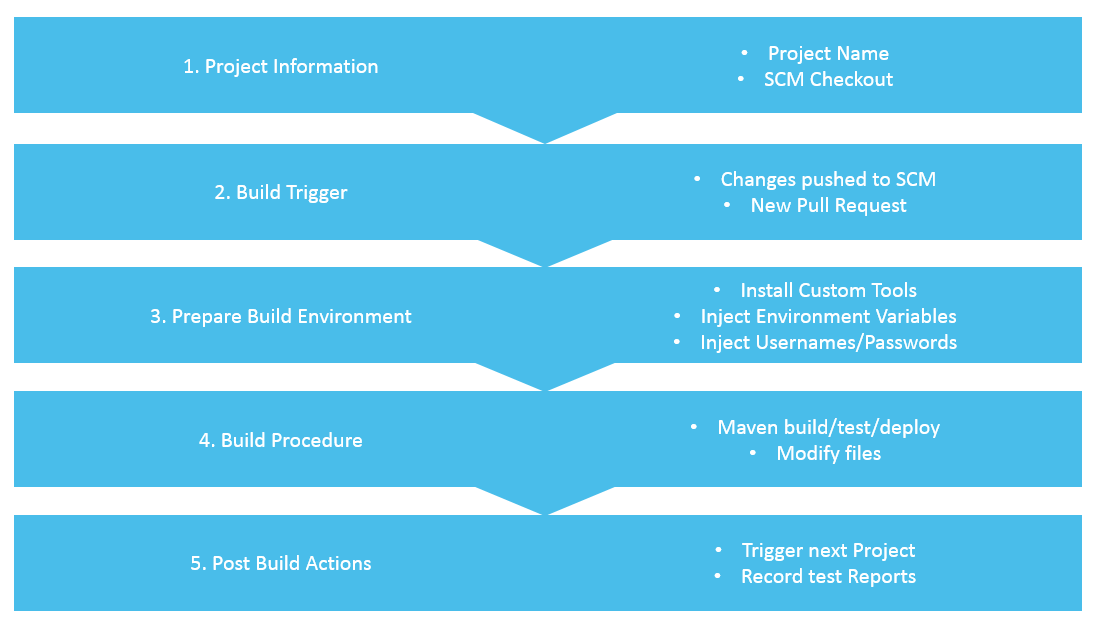 1. Project Information
• Project Name
• SCM Checkout
2. Build Trigger
• Changes pushed to SCM
• New Pull Request
3. Prepare Build Environment
• Install Custom Tools
• Inject Environment Variables
• Inject Usernames/Passwords
4. Build Procedure
• Maven build/test/deploy
• Modify files
5. Post Build Actions
• Trigger next Project
• Record test Reports